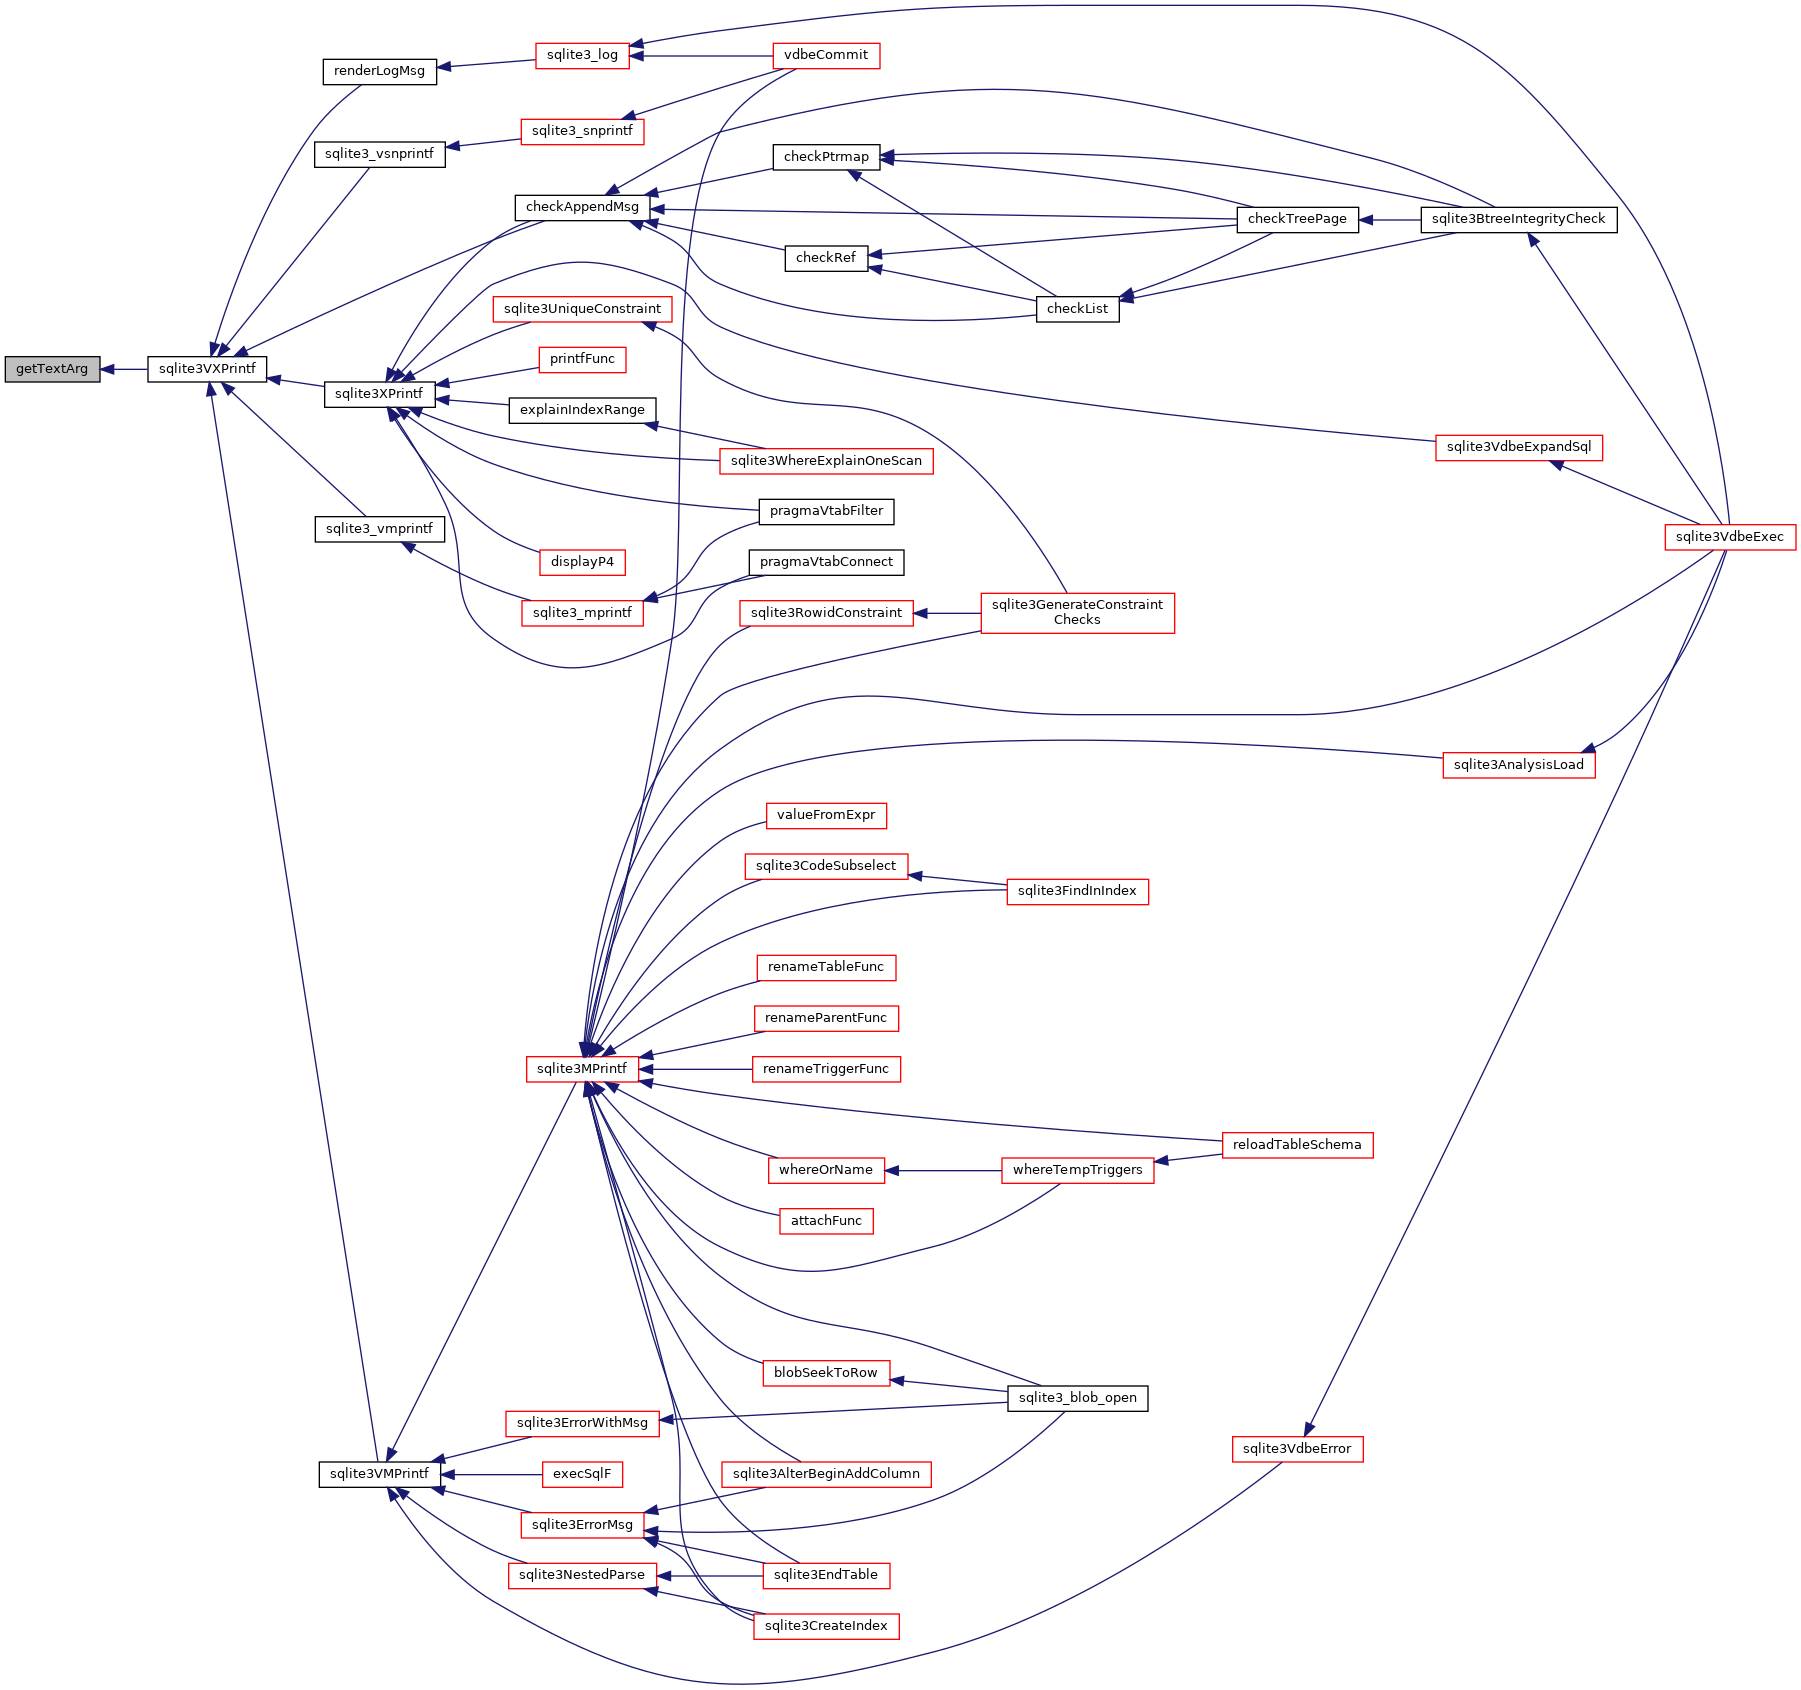 sqlite3_log
vdbeCommit
renderLogMsg
sqlite3_snprintf
sqlite3_vsnprintf
checkPtrmap
checkAppendMsg
checkTreePage
sqlite3BtreeIntegrityCheck
checkRef
sqlite3UniqueConstraint
checkList
printfFunc
getTextArg
sqlite3VXPrintf
sqlite3XPrintf
explainIndexRange
sqlite3VdbeExpandSql
sqlite3WhereExplainOneScan
pragmaVtabFilter
sqlite3_vmprintf
sqlite3VdbeExec
displayP4
pragmaVtabConnect
sqlite3_mprintf
sqlite3RowidConstraint
sqlite3GenerateConstraint
Checks
sqlite3AnalysisLoad
valueFromExpr
sqlite3CodeSubselect
sqlite3FindInIndex
renameTableFunc
renameParentFunc
sqlite3MPrintf
renameTriggerFunc
reloadTableSchema
whereOrName
whereTempTriggers
attachFunc
blobSeekToRow
sqlite3_blob_open
sqlite3ErrorWithMsg
sqlite3VdbeError
sqlite3VMPrintf
execSqlF
sqlite3AlterBeginAddColumn
sqlite3ErrorMsg
sqlite3NestedParse
sqlite3EndTable
sqlite3CreateIndex